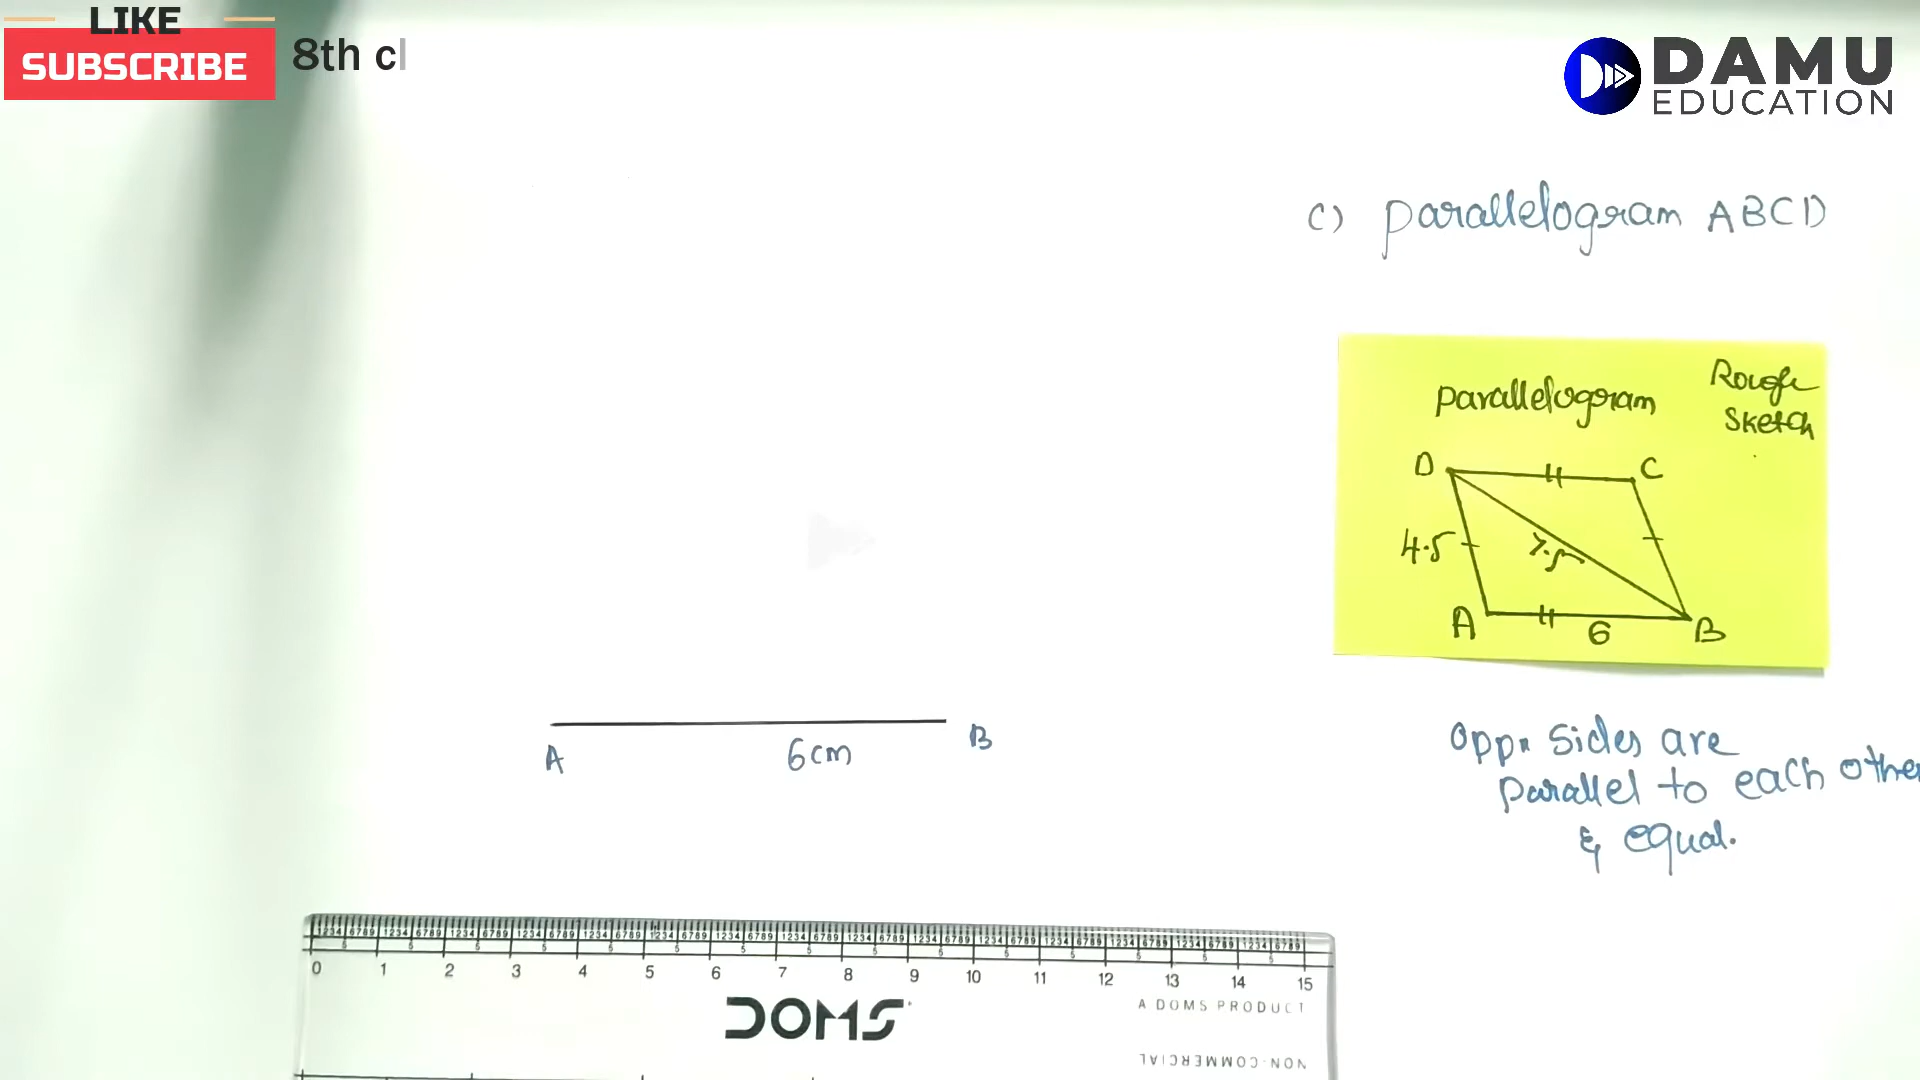 LIKE
SUBSCRIBE
8th cl
DAMU
EDUCATION
c) parallelogram ABCD
parallelogram
Rough
Sketch
D
C
4.5
7.5
A
6
B
A
6cm
B
opp. Sides are
parallel to each other
& equal.
0 1 2 3 4 5 6 7 8 9 10 11 12 13 14 15
DOMS
A DOMS PRODUCT
NON-COMMERCIAL